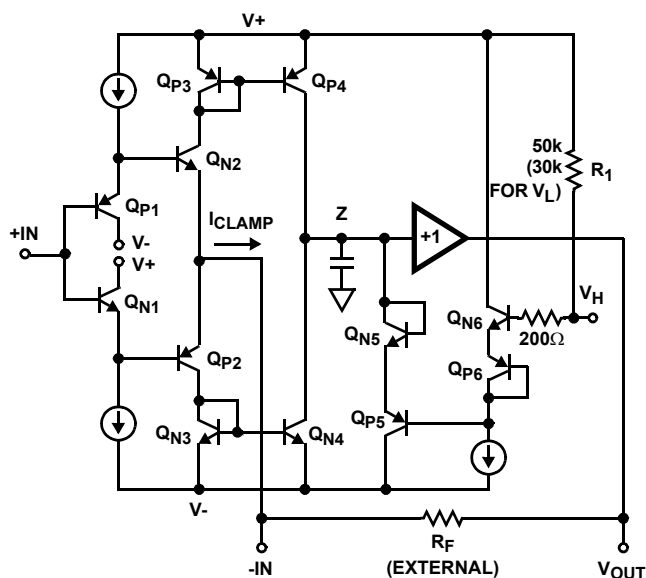 V+
QP3
QP4
QN2
50k
(30k
FOR VL)
R1
QP1
ICLAMP
Z
+1
+IN
V-
V+
VH
QN1
QN5
QN6
200Ω
QP2
QP6
QP5
QN3
QN4
V-
RF
(EXTERNAL)
-IN
VOUT